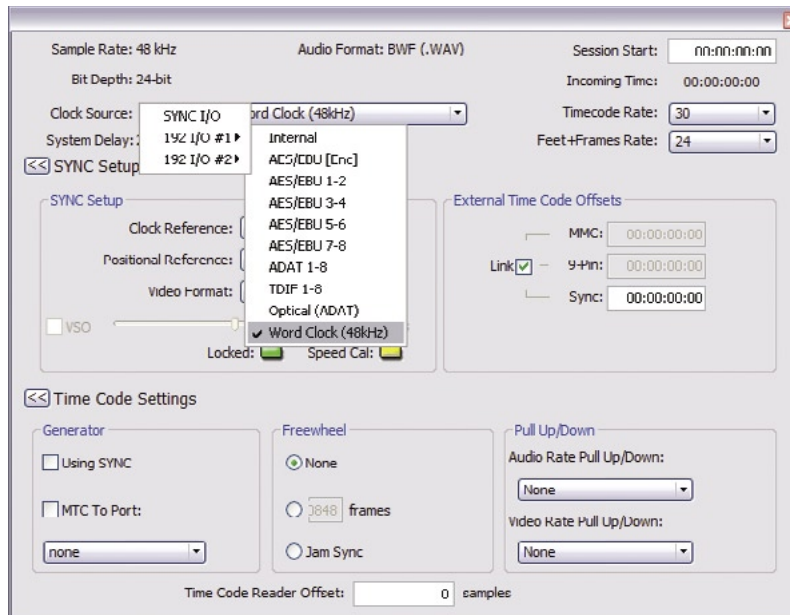 Sample Rate: 48 kHz
Audio Format: BWF (.WAV)
Session Start: 00:00:00:00
Bit Depth: 24-bit
Incoming Time: 00:00:00:00
Clock Source:
SYNC I/O
192 I/O #1
192 I/O #2
ord Clock (48kHz)
Timecode Rate: 30
System Delay:
Feet+Frames Rate: 24
Internal
AES/EBU [Enc]
AES/EBU 1-2
AES/EBU 3-4
AES/EBU 5-6
AES/EBU 7-8
ADAT 1-8
TDIF 1-8
Optical (ADAT)
Word Clock (48kHz)
<< SYNC Setup
SYNC Setup
Clock Reference:
Positional Reference:
Video Format:
VSO
Locked:
Speed Cal:
External Time Code Offsets
MMC: 00:00:00:00
Link
9-Pin: 00:00:00:00
Sync: 00:00:00:00
<< Time Code Settings
Generator
Using SYNC
MTC To Port:
none
Freewheel
None
frames
Jam Sync
Pull Up/Down
Audio Rate Pull Up/Down:
None
Video Rate Pull Up/Down:
None
Time Code Reader Offset: 0 samples